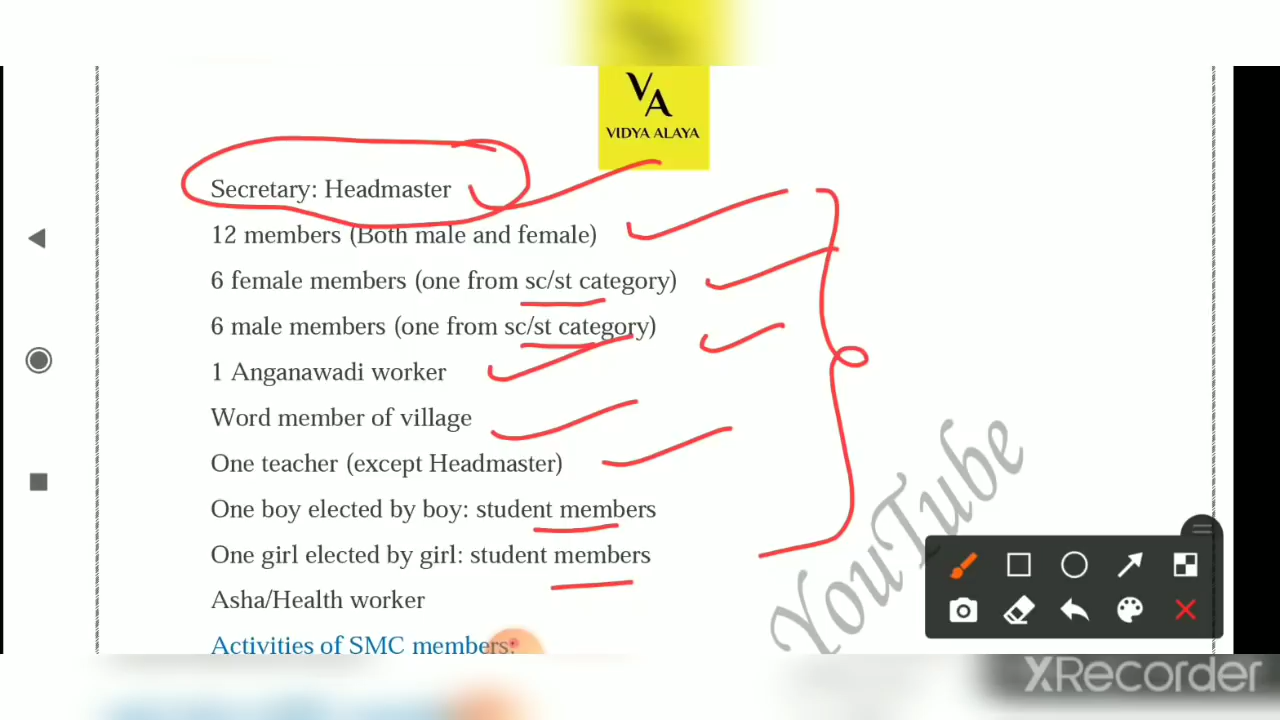 VA
VIDYA ALAYA
Secretary: Headmaster
12 members (Both male and female)
6 female members (one from sc/st category)
6 male members (one from sc/st category)
1 Anganawadi worker
Word member of village
One teacher (except Headmaster)
One boy elected by boy: student members
One girl elected by girl: student members
Asha/Health worker
Activities of SMC members:
YouTube
XRecorder